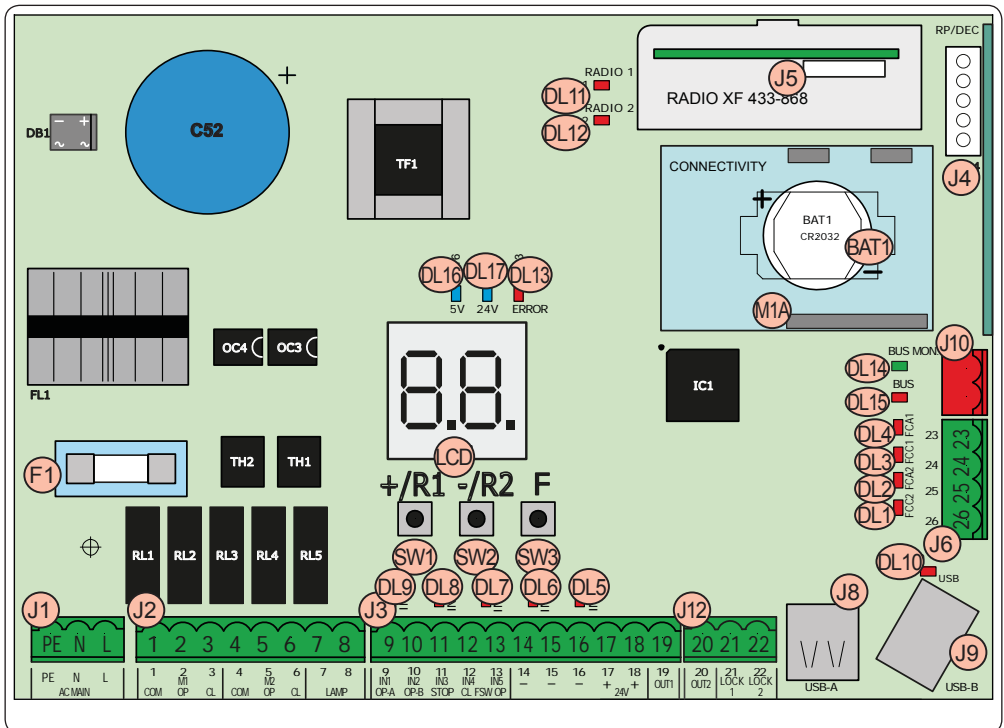 RP/DEC
RADIO 1
J5
DL11
1
RADIO XF 433-868
RADIO 2
2
DL12
+
C52
DB1
- +
~ ~
TF1
J4
4
CONNECTIVITY
+
BAT1
CR2032
BAT1
-
M1A
DL16 DL17 DL13
6 3
5V 24V ERROR
OC4 OC3
FL1
8.8.
LCD
IC1
J10
BUS MON
DL14
BUS
DL15
DL4 FCA1 23 23
DL3 FCC1 24 24
DL2 FCA2 25 25
DL1 FCC2 26 26
J6
F1
TH2 TH1
+/R1 -/R2 F
SW1 SW2 SW3
RL1 RL2 RL3 RL4 RL5
DL9 DL8 DL7 DL6 DL5
DL10
USB
J1 J2 J3 J12 J8 J9
PE N L 1 2 3 4 5 6 7 8 9 10 11 12 13 14 15 16 17 18 19 20 21 22
PE N L
AC MAIN
1 2 3 4 5 6 7 8
COM M1 OP CL COM M2 OP CL LAMP
9 10 11 12 13 14 15 16 17 18 19
IN1 IN2 IN3 IN4 IN5 - - - + + OUT1
OP-A OP-B STOP CL FSW OP 24V
20 21 22
OUT2 LOCK LOCK
1 2
USB-A
USB-B